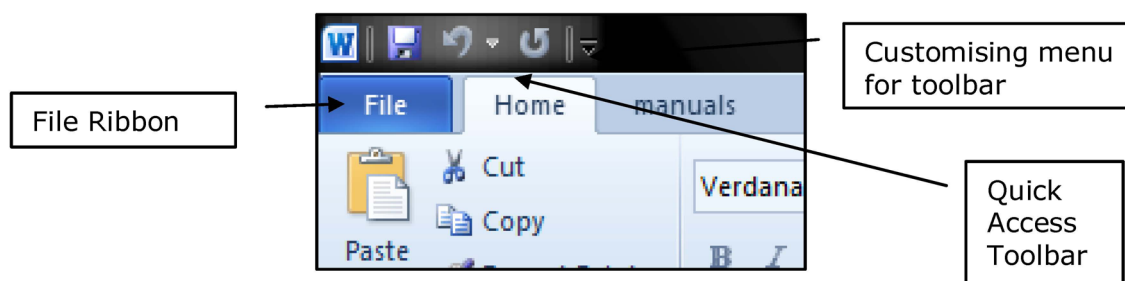 W
Customising menu
for toolbar
File
Home
manuals
File Ribbon
Cut
Verdana
Copy
Quick
Access
Toolbar
Paste
B I